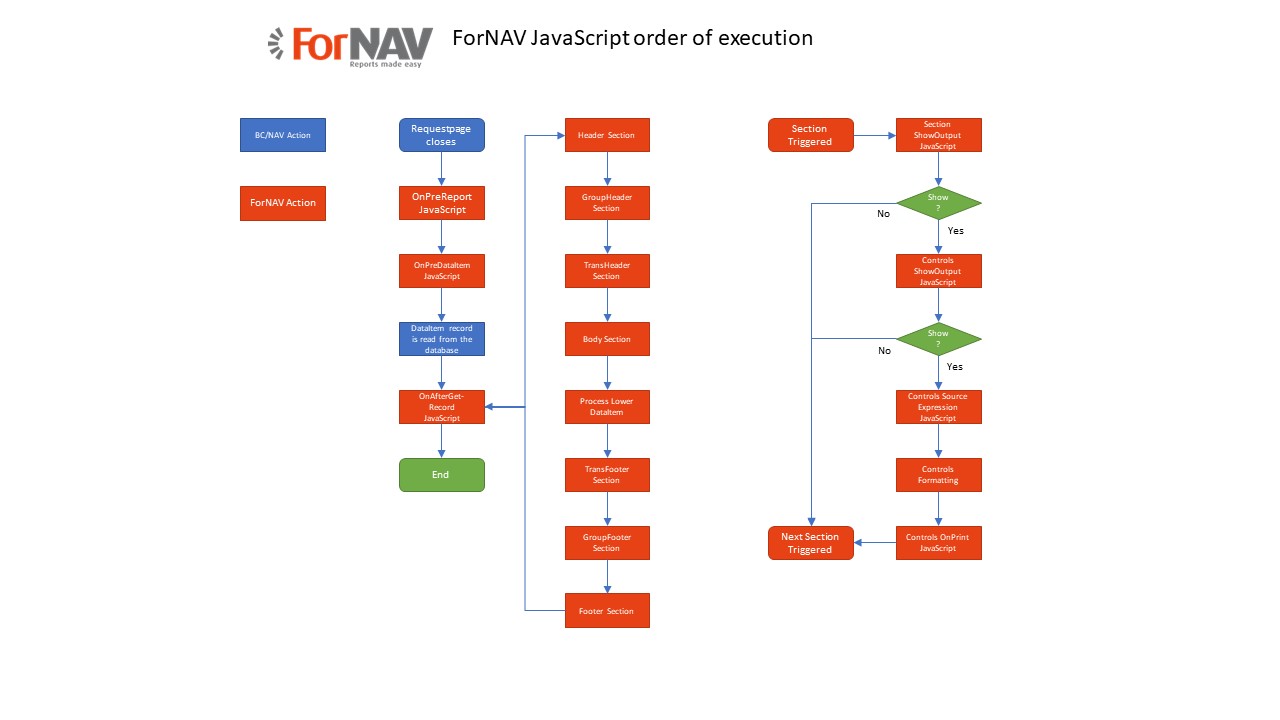 ForNAV
Reports made easy
ForNAV JavaScript order of execution
BC/NAV Action
ForNAV Action
Requestpage
closes
OnPreReport
JavaScript
OnPreDataItem
JavaScript
DataItem record
is read from the
database
OnAfterGet-
Record
JavaScript
End
Header Section
GroupHeader
Section
TransHeader
Section
Body Section
Process Lower
DataItem
TransFooter
Section
GroupFooter
Section
Footer Section
Section
Triggered
Section
ShowOutput
JavaScript
Show
?
No
Yes
Controls
ShowOutput
JavaScript
Show
?
No
Yes
Controls Source
Expression
JavaScript
Controls
Formatting
Controls OnPrint
JavaScript
Next Section
Triggered